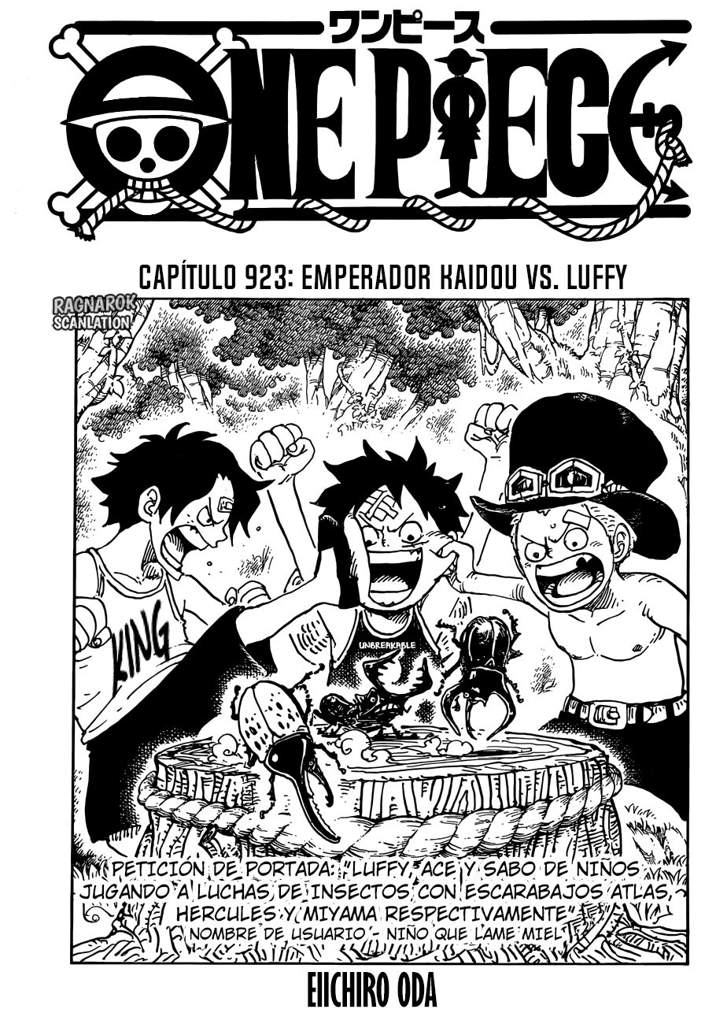 ワンピース
ONE PIECE
CAPÍTULO 923: EMPERADOR KAIDOU VS. LUFFY
RAGNAROK
SCANLATION
KING
UNBREAKABLE
PETICIÓN DE PORTADA: "LUFFY, ACE Y SABO DE NIÑOS
JUGANDO A LUCHAS DE INSECTOS CON ESCARABAJOS ATLAS,
HERCULES Y MIYAMA RESPECTIVAMENTE"
NOMBRE DE USUARIO - NIÑO QUE LAME MIEL
EIICHIRO ODA